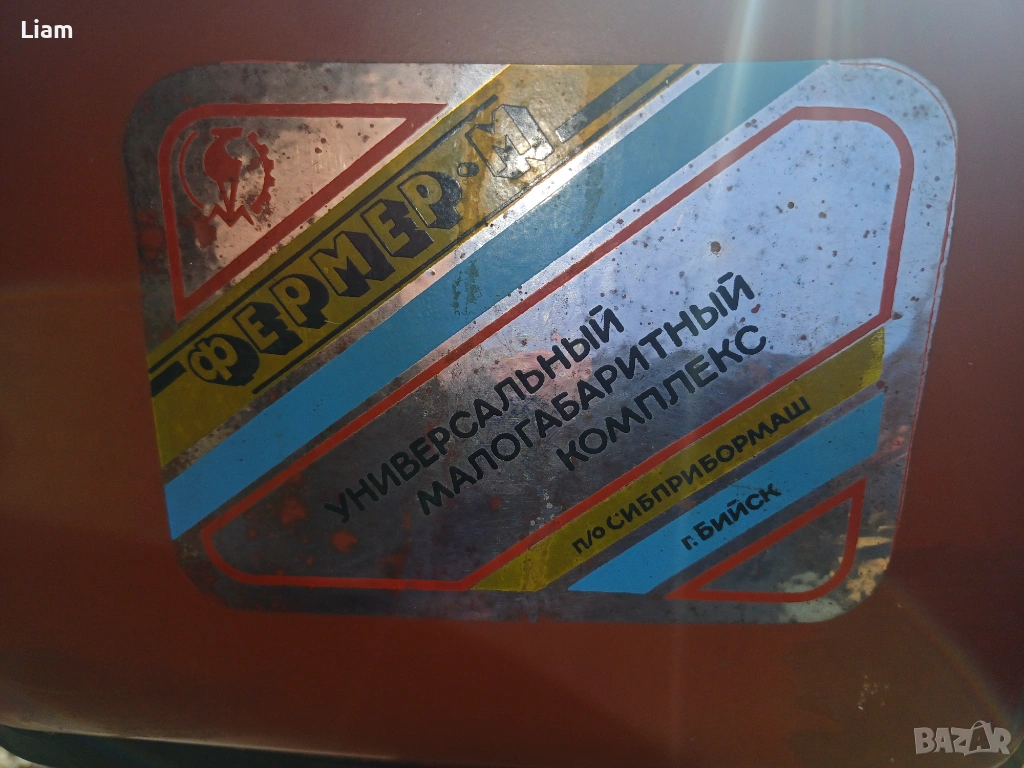 Liam
ФЕРМЕР·М
УНИВЕРСАЛЬНЫЙ
МАЛОГАБАРИТНЫЙ
КОМПЛЕКС
п/о СИБПРИБОРМАШ
г. БИЙСК
BAZAR